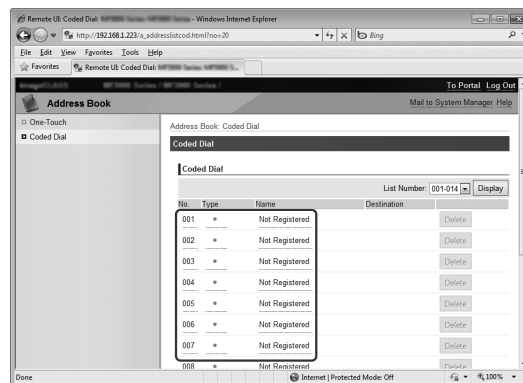 Remote UI: Coded Dial: - Windows Internet Explorer
http://192.168.1.223/a_addresslistcod.html?no=20
Bing
File Edit View Favorites Tools Help
Favorites Remote UI: Coded Dial:
To Portal Log Out
Address Book Mail to System Manager Help
One-Touch
Coded Dial
Address Book: Coded Dial
Coded Dial
Coded Dial
List Number: 001-014 Display
No. Type Name Destination
001 Not Registered Delete
002 Not Registered Delete
003 Not Registered Delete
004 Not Registered Delete
005 Not Registered Delete
006 Not Registered Delete
007 Not Registered Delete
008 Not Registered Delete
Done Internet | Protected Mode: Off 100%